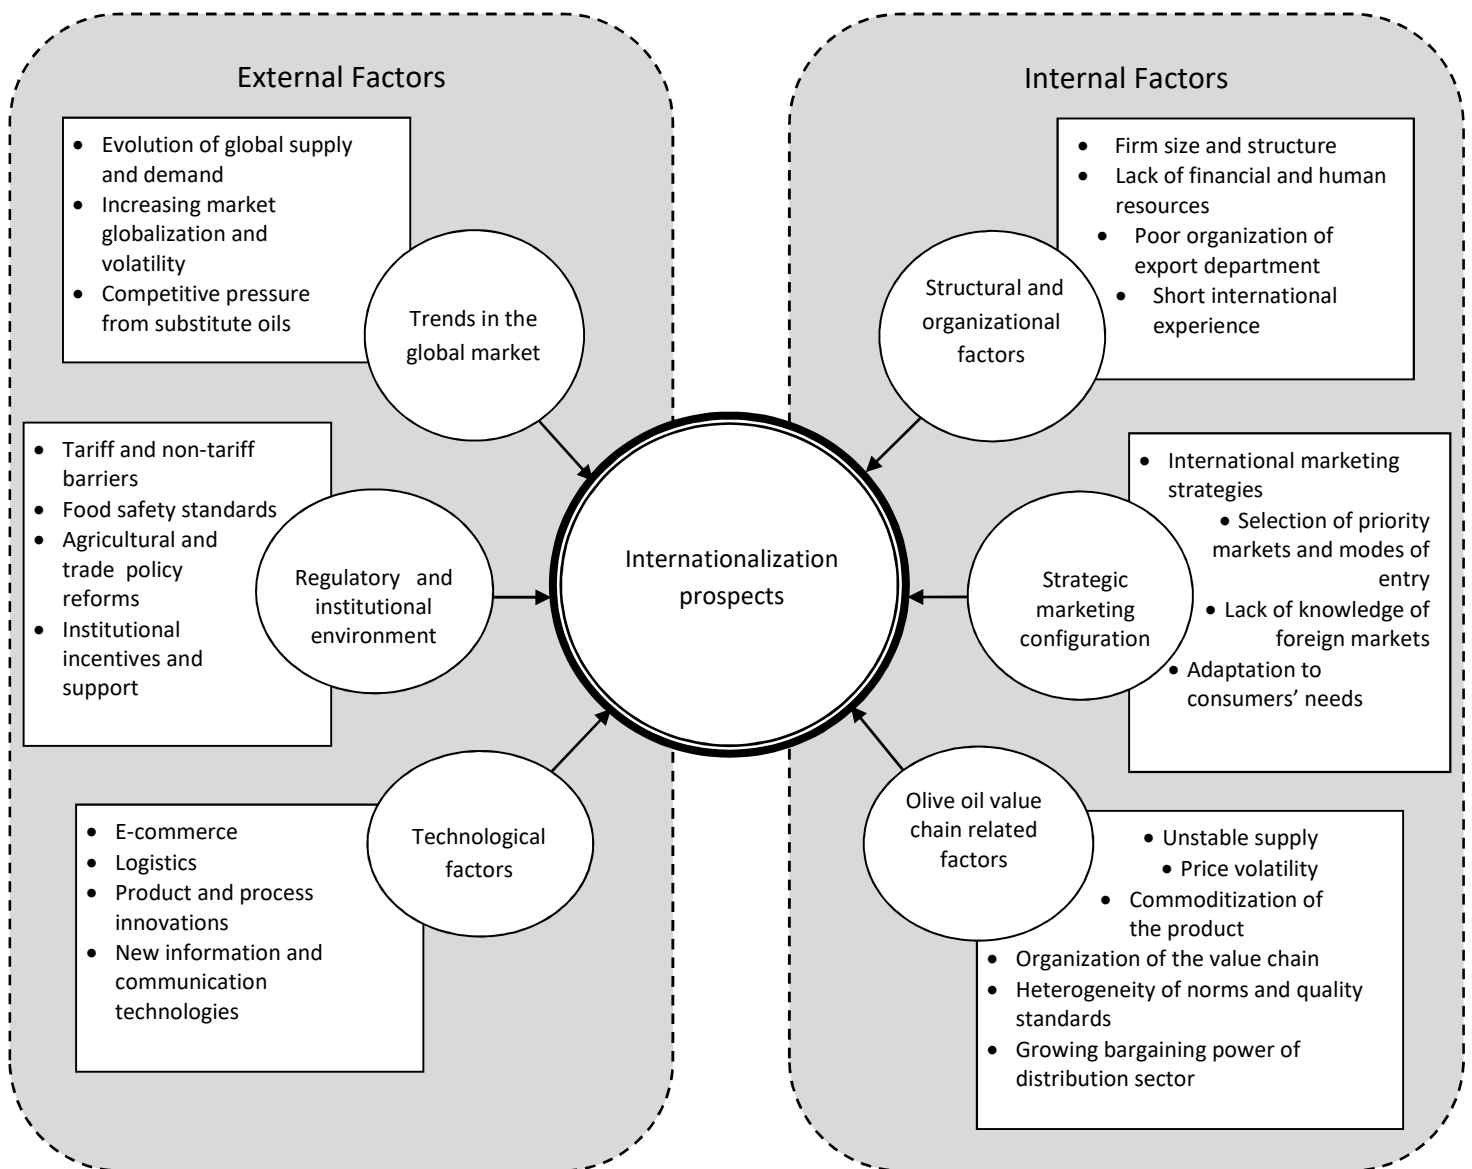 External Factors
• Evolution of global supply
and demand
• Increasing market
globalization and
volatility
• Competitive pressure
from substitute oils
Trends in the
global market
• Tariff and non-tariff
barriers
• Food safety standards
• Agricultural and
trade policy
reforms
• Institutional
incentives and
support
Regulatory and
institutional
environment
• E-commerce
• Logistics
• Product and process
innovations
• New information and
communication
technologies
Technological
factors
Internationalization
prospects
Internal Factors
• Firm size and structure
• Lack of financial and human
resources
• Poor organization of
export department
• Short international
experience
Structural and
organizational
factors
• International marketing
strategies
• Selection of priority
markets and modes of
entry
• Lack of knowledge of
foreign markets
• Adaptation to
consumers’ needs
Strategic
marketing
configuration
Olive oil value
chain related
factors
• Unstable supply
• Price volatility
• Commoditization of
the product
• Organization of the value chain
• Heterogeneity of norms and quality
standards
• Growing bargaining power of
distribution sector